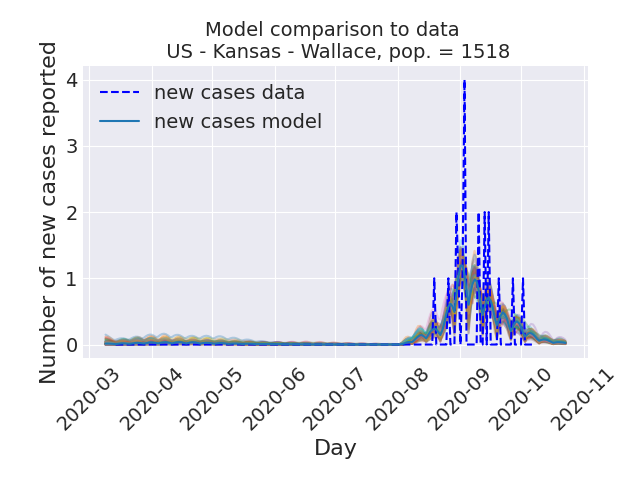 Model comparison to data
US - Kansas - Wallace, pop. = 1518
Number of new cases reported
4
3
2
1
0
new cases data
new cases model
2020-03
2020-04
2020-05
2020-06
2020-07
2020-08
2020-09
2020-10
2020-11
Day